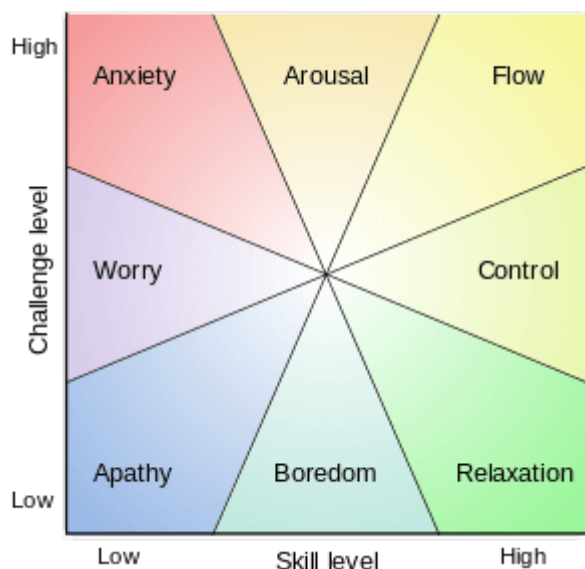 High
Anxiety Arousal Flow
Challenge level
Worry Control
Apathy Boredom Relaxation
Low
Low Skill level High